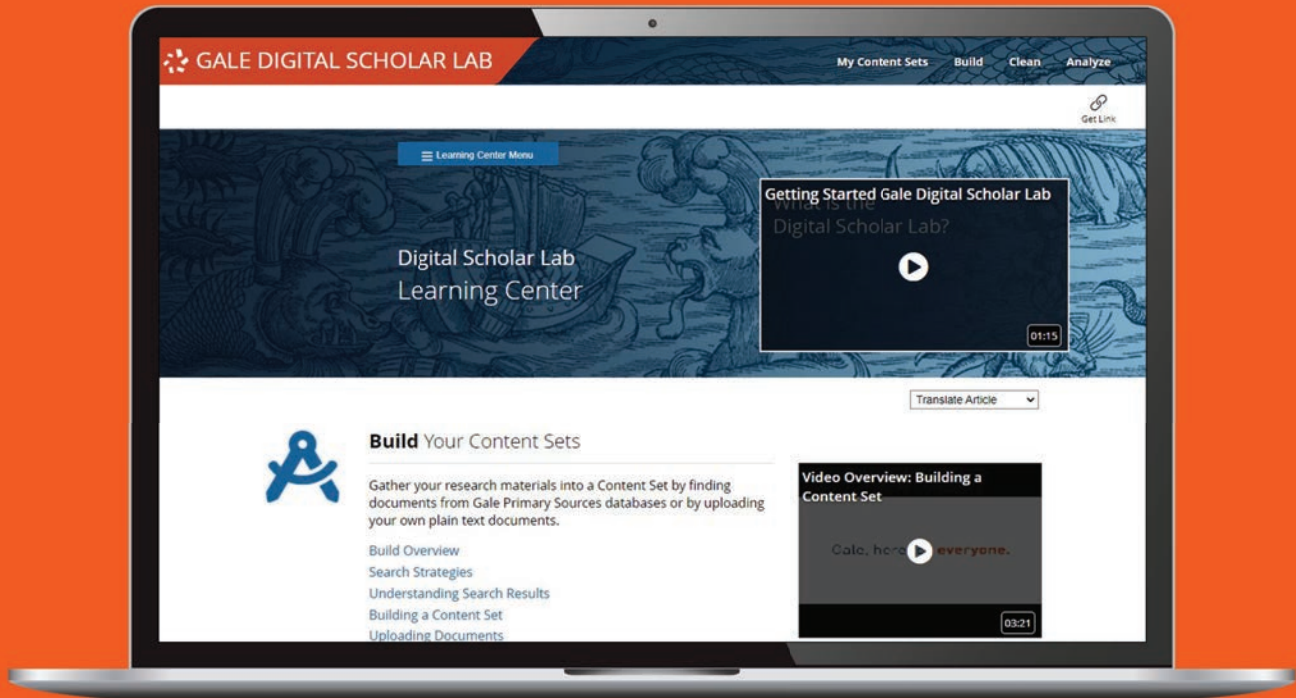 GALE DIGITAL SCHOLAR LAB
My Content Sets Build Clean Analyze
Get Link
Learning Center Menu
Getting Started Gale Digital Scholar Lab
What is the
Digital Scholar Lab?
01:15
Digital Scholar Lab
Learning Center
Translate Article
Build Your Content Sets
Gather your research materials into a Content Set by finding
documents from Gale Primary Sources databases or by uploading
your own plain text documents.
Build Overview
Search Strategies
Understanding Search Results
Building a Content Set
Uploading Documents
Video Overview: Building a
Content Set
Gale, here everyone.
03:21